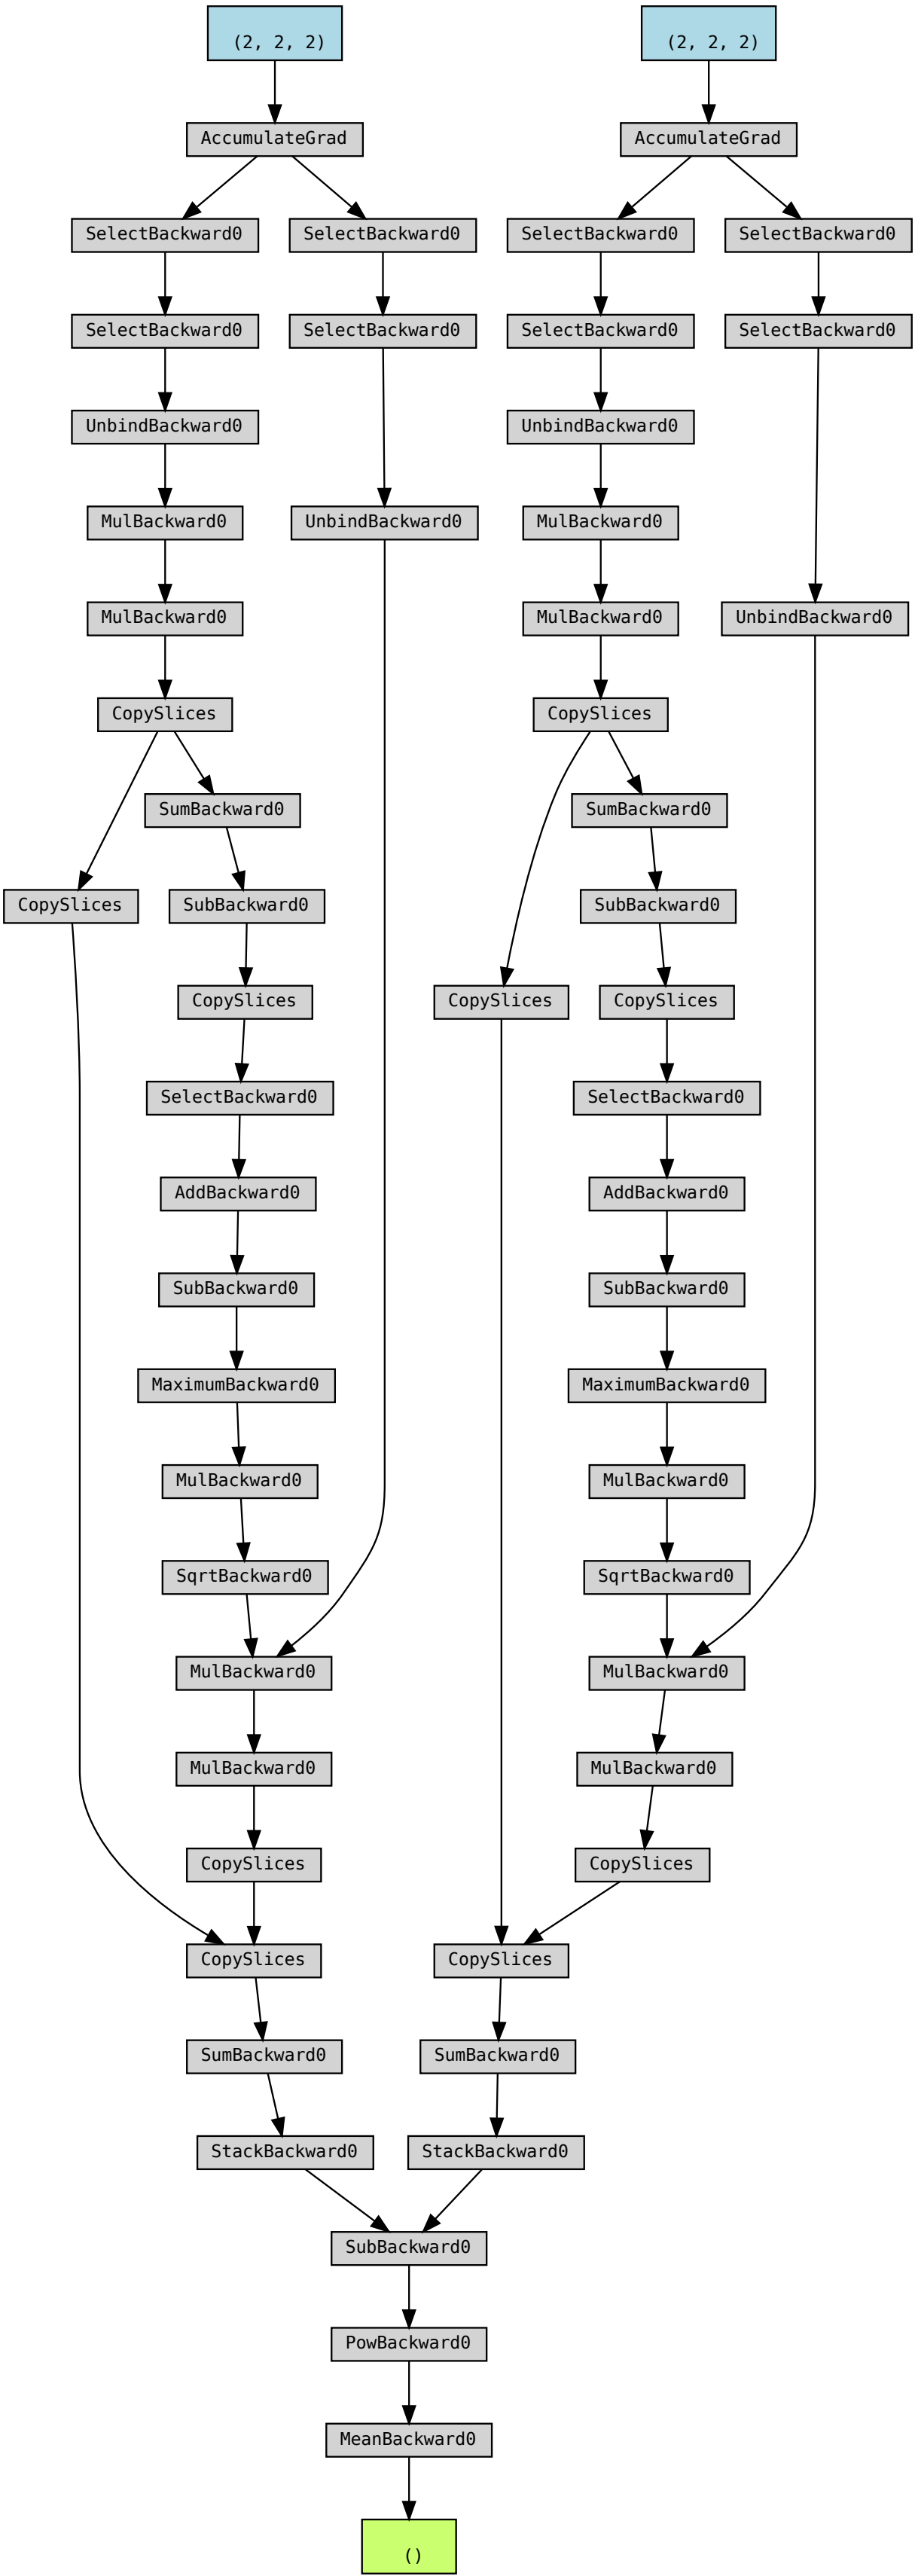 (2, 2, 2)
(2, 2, 2)
AccumulateGrad
AccumulateGrad
SelectBackward0
SelectBackward0
SelectBackward0
SelectBackward0
SelectBackward0
SelectBackward0
SelectBackward0
SelectBackward0
UnbindBackward0
UnbindBackward0
MulBackward0
UnbindBackward0
MulBackward0
MulBackward0
MulBackward0
UnbindBackward0
CopySlices
CopySlices
SumBackward0
SumBackward0
CopySlices
SubBackward0
SubBackward0
CopySlices
CopySlices
CopySlices
SelectBackward0
SelectBackward0
AddBackward0
AddBackward0
SubBackward0
SubBackward0
MaximumBackward0
MaximumBackward0
MulBackward0
MulBackward0
SqrtBackward0
SqrtBackward0
MulBackward0
MulBackward0
MulBackward0
MulBackward0
CopySlices
CopySlices
CopySlices
CopySlices
SumBackward0
SumBackward0
StackBackward0
StackBackward0
SubBackward0
PowBackward0
MeanBackward0
()